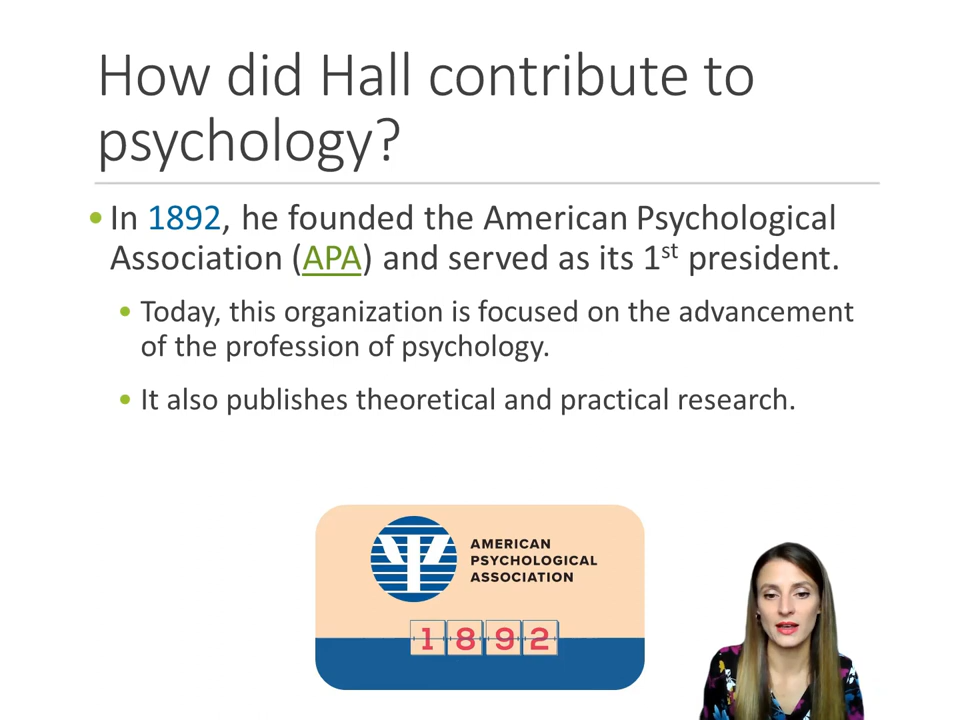 How did Hall contribute to
psychology?
• In 1892, he founded the American Psychological
Association (APA) and served as its 1st president.
• Today, this organization is focused on the advancement
of the profession of psychology.
• It also publishes theoretical and practical research.
AMERICAN
PSYCHOLOGICAL
ASSOCIATION
1892